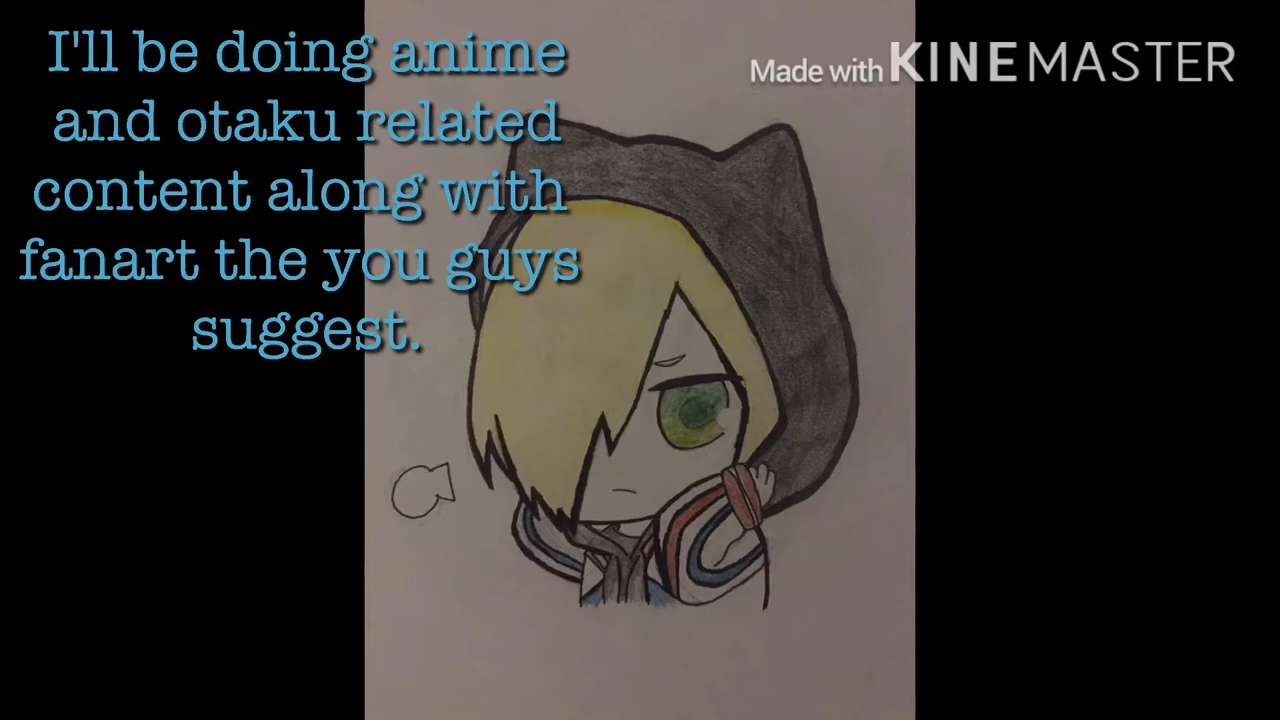 I'll be doing anime
and otaku related
content along with
fanart the you guys
suggest.
Made with KINEMASTER